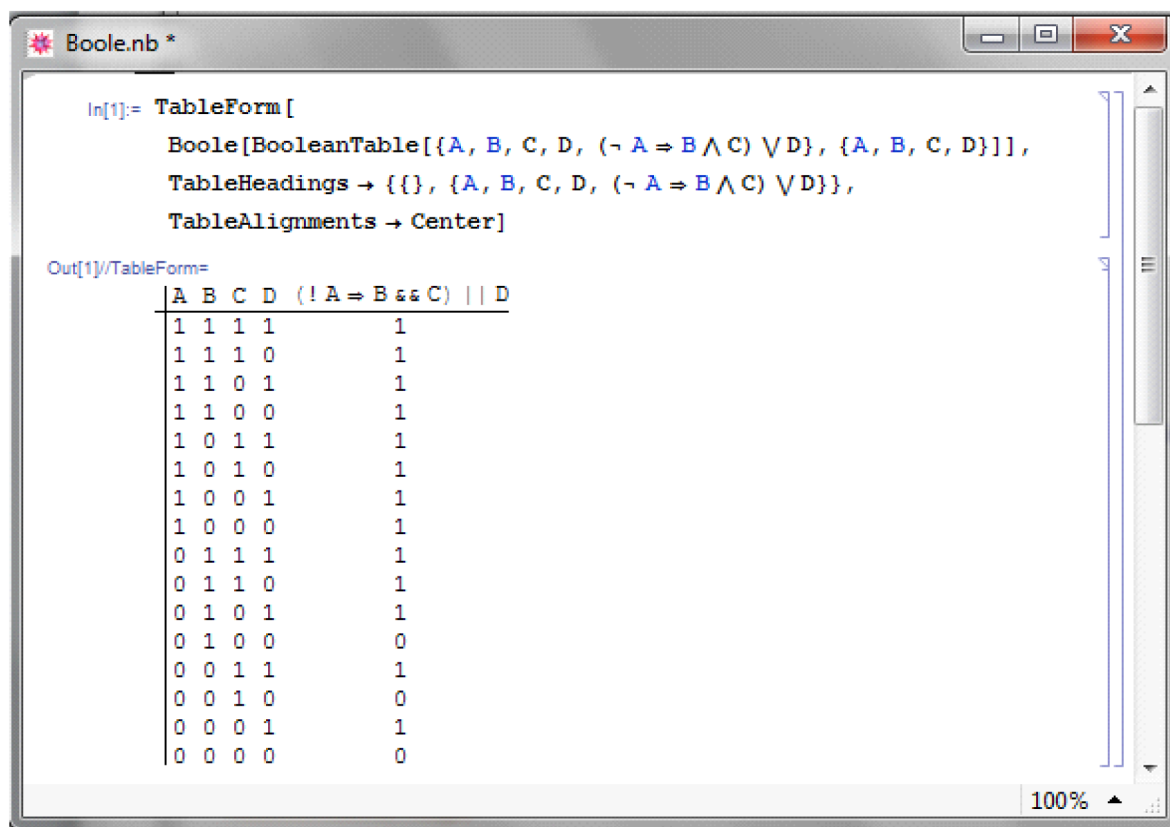 Boole.nb *
In[1]:= TableForm[
Boole[BooleanTable[{A, B, C, D, (¬ A ⇒ B ⋀ C) ⋁ D}, {A, B, C, D}]],
TableHeadings → {{}, {A, B, C, D, (¬ A ⇒ B ⋀ C) ⋁ D}},
TableAlignments → Center]
Out[1]//TableForm=
A B C D (! A ⇒ B && C) || D
1 1 1 1 1
1 1 1 0 1
1 1 0 1 1
1 1 0 0 1
1 0 1 1 1
1 0 1 0 1
1 0 0 1 1
1 0 0 0 1
0 1 1 1 1
0 1 1 0 1
0 1 0 1 1
0 1 0 0 0
0 0 1 1 1
0 0 1 0 0
0 0 0 1 1
0 0 0 0 0
100%